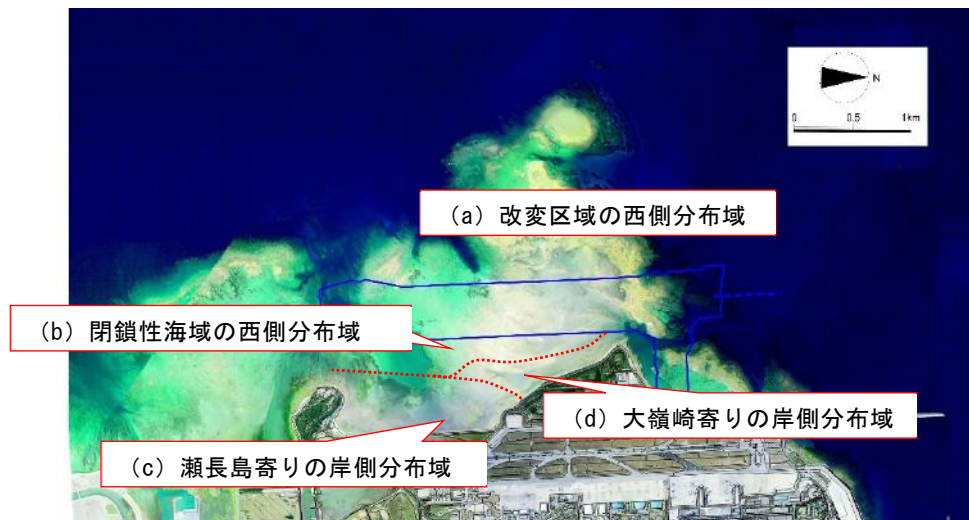 N
0 0.5 1km
(a) 改変区域の西側分布域
(b) 閉鎖性海域の西側分布域
(d) 大嶺崎寄りの岸側分布域
(c) 瀬長島寄りの岸側分布域